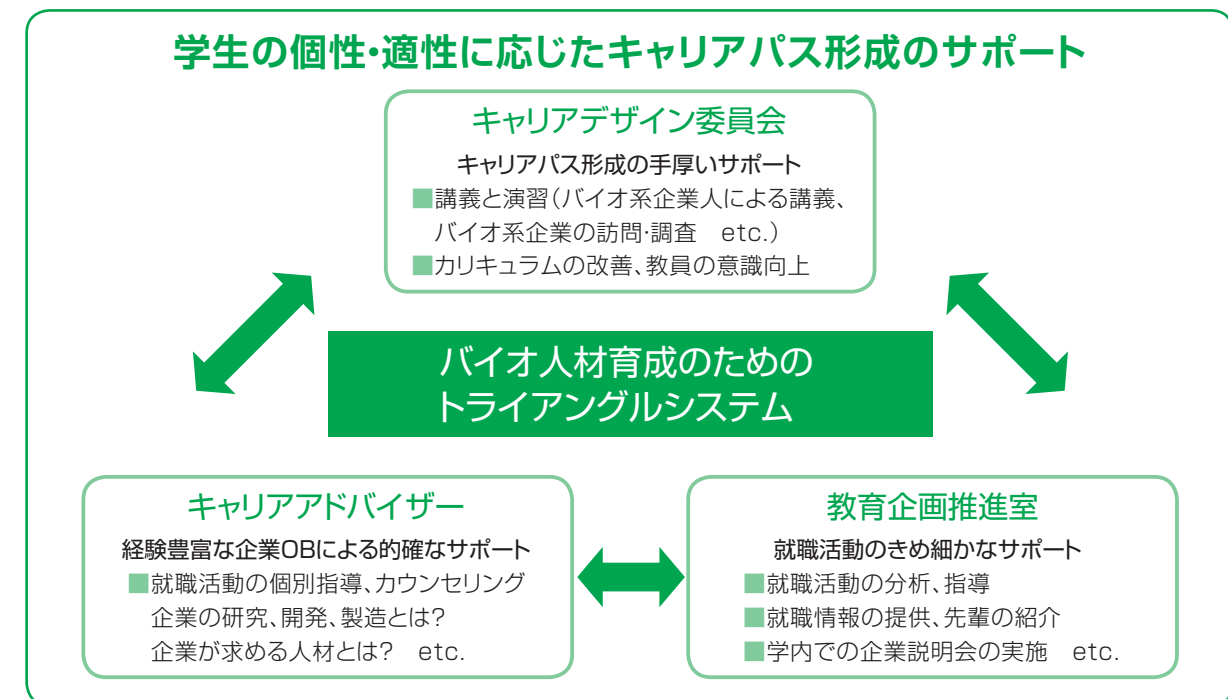 学生の個性・適性に応じたキャリアパス形成のサポート
キャリアデザイン委員会
キャリアパス形成の手厚いサポート
■講義と演習(バイオ系企業人による講義、
バイオ系企業の訪問・調査　etc.)
■カリキュラムの改善、教員の意識向上
バイオ人材育成のための
トライアングルシステム
キャリアアドバイザー
経験豊富な企業OBによる的確なサポート
■就職活動の個別指導、カウンセリング
企業の研究、開発、製造とは?
企業が求める人材とは?　etc.
教育企画推進室
就職活動のきめ細かなサポート
■就職活動の分析、指導
■就職情報の提供、先輩の紹介
■学内での企業説明会の実施　etc.